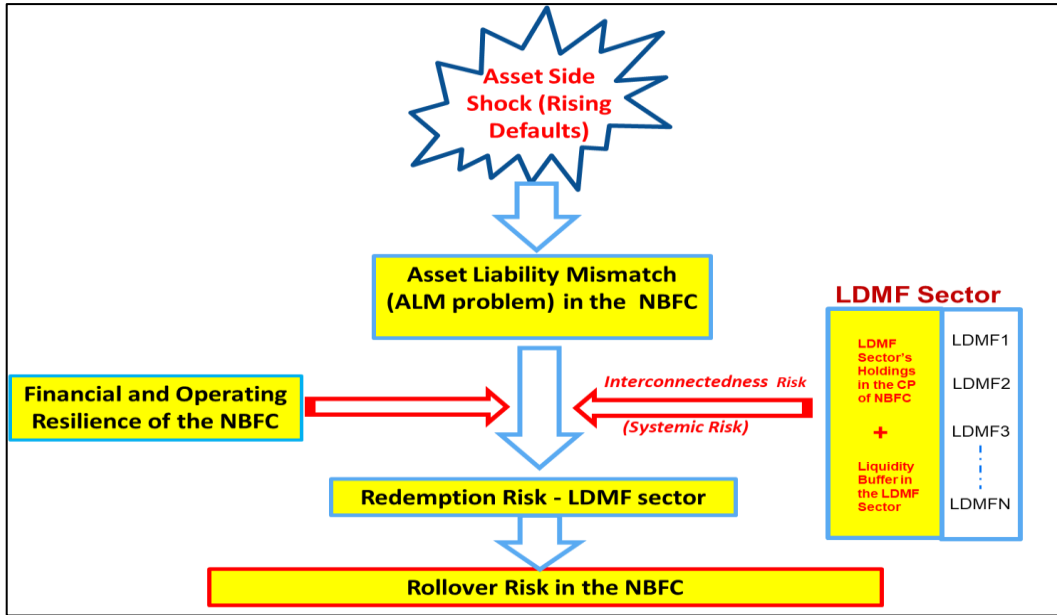 Asset Side
Shock (Rising
Defaults)
Asset Liability Mismatch
(ALM problem) in the NBFC
Financial and Operating
Resilience of the NBFC
Interconnectedness Risk
(Systemic Risk)
LDMF Sector
LDMF
Sector's
Holdings
in the CP
of NBFC
+
Liquidity
Buffer in
the LDMF
Sector
LDMF1
LDMF2
LDMF3
LDMFN
Redemption Risk - LDMF sector
Rollover Risk in the NBFC